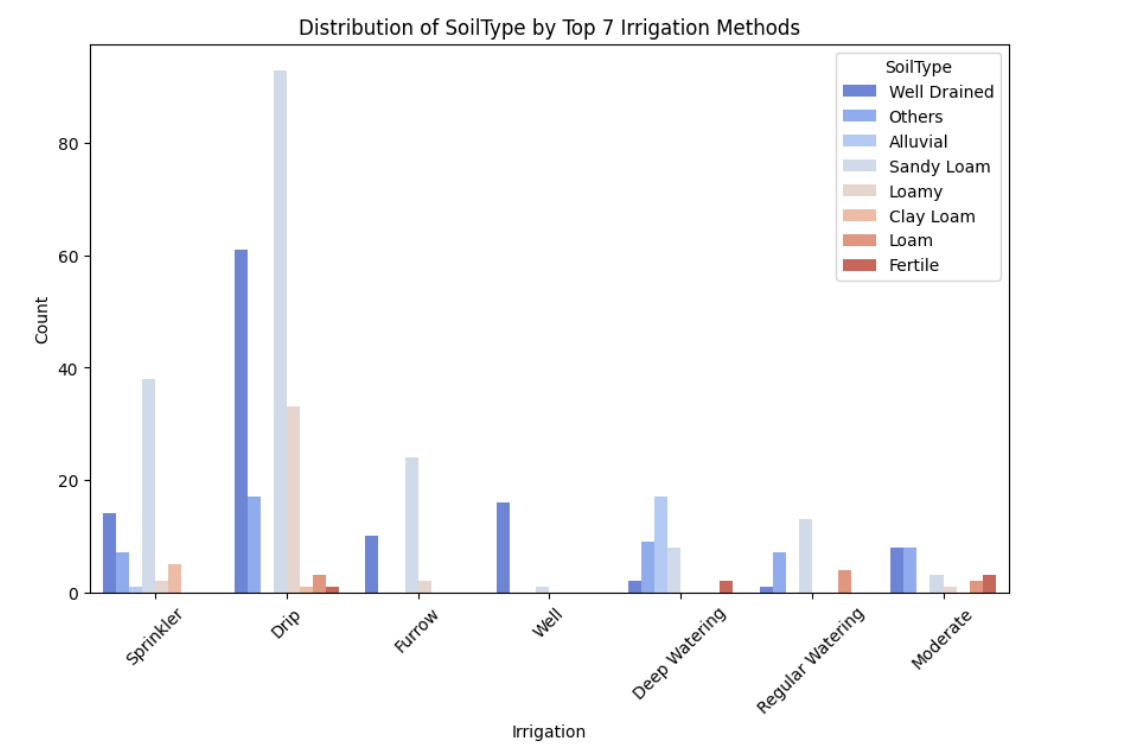 Distribution of SoilType by Top 7 Irrigation Methods
SoilType
Well Drained
Others
Alluvial
Sandy Loam
Loamy
Clay Loam
Loam
Fertile
Count
80
60
40
20
0
Sprinkler
Drip
Furrow
Well
Deep Watering
Regular Watering
Moderate
Irrigation